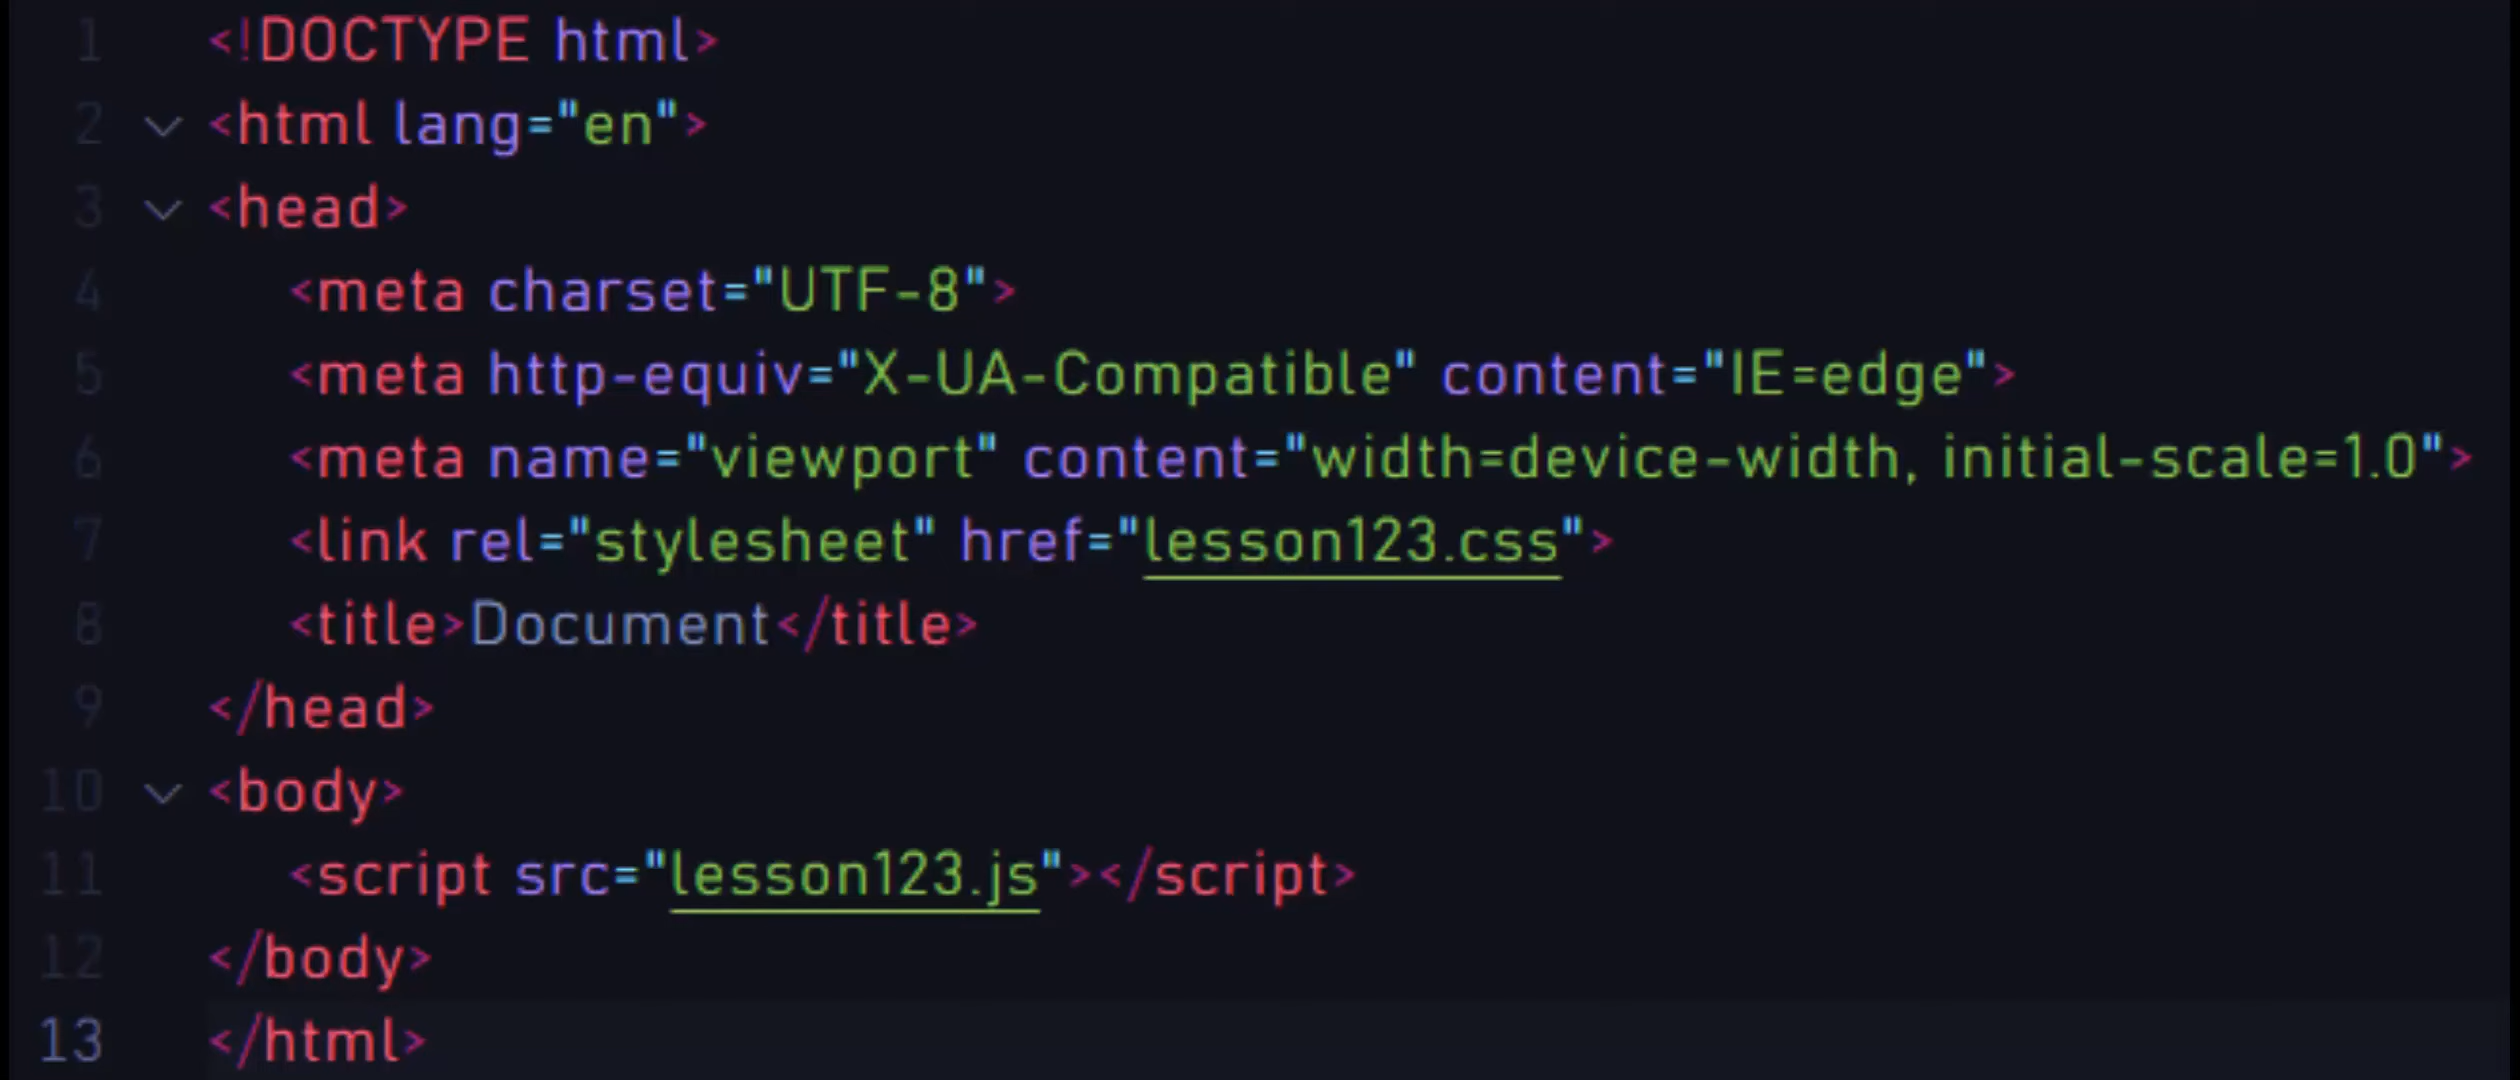 1 <!DOCTYPE html>
2 <html lang="en">
3 <head>
4 <meta charset="UTF-8">
5 <meta http-equiv="X-UA-Compatible" content="IE=edge">
6 <meta name="viewport" content="width=device-width, initial-scale=1.0">
7 <link rel="stylesheet" href="lesson123.css">
8 <title>Document</title>
9 </head>
10 <body>
11 <script src="lesson123.js"></script>
12 </body>
13 </html>